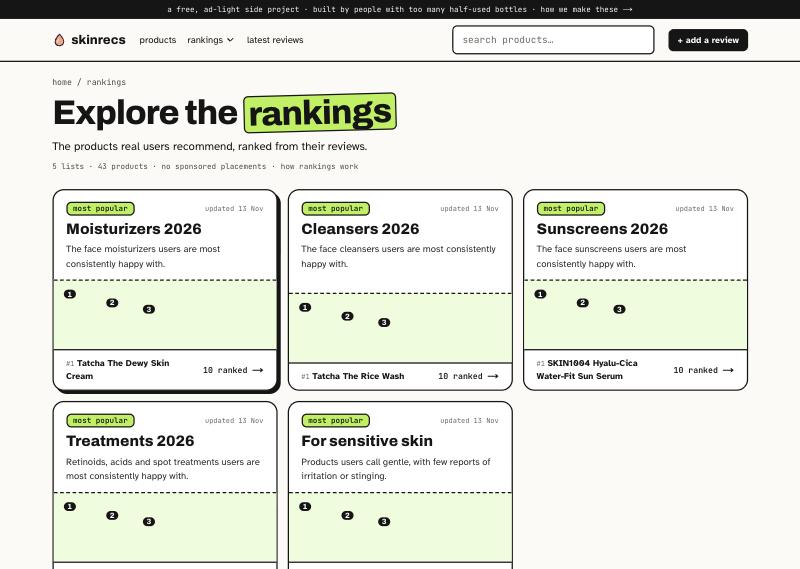 a free, ad-light side project · built by people with too many half-used bottles · how we make these →
skinrecs
products
rankings
latest reviews
search products…
+ add a review
home / rankings
Explore the rankings
The products real users recommend, ranked from their reviews.
5 lists · 43 products · no sponsored placements · how rankings work
most popular
updated 13 Nov
Moisturizers 2026
The face moisturizers users are most
consistently happy with.
1
2
3
#1 Tatcha The Dewy Skin
Cream
10 ranked →
most popular
updated 13 Nov
Cleansers 2026
The face cleansers users are most consistently
happy with.
1
2
3
#1 Tatcha The Rice Wash
10 ranked →
most popular
updated 13 Nov
Sunscreens 2026
The face sunscreens users are most
consistently happy with.
1
2
3
#1 SKIN1004 Hyalu-Cica
Water-Fit Sun Serum
10 ranked →
most popular
updated 13 Nov
Treatments 2026
Retinoids, acids and spot treatments users are
most consistently happy with.
1
2
3
most popular
updated 13 Nov
For sensitive skin
Products users call gentle, with few reports of
irritation or stinging.
1
2
3